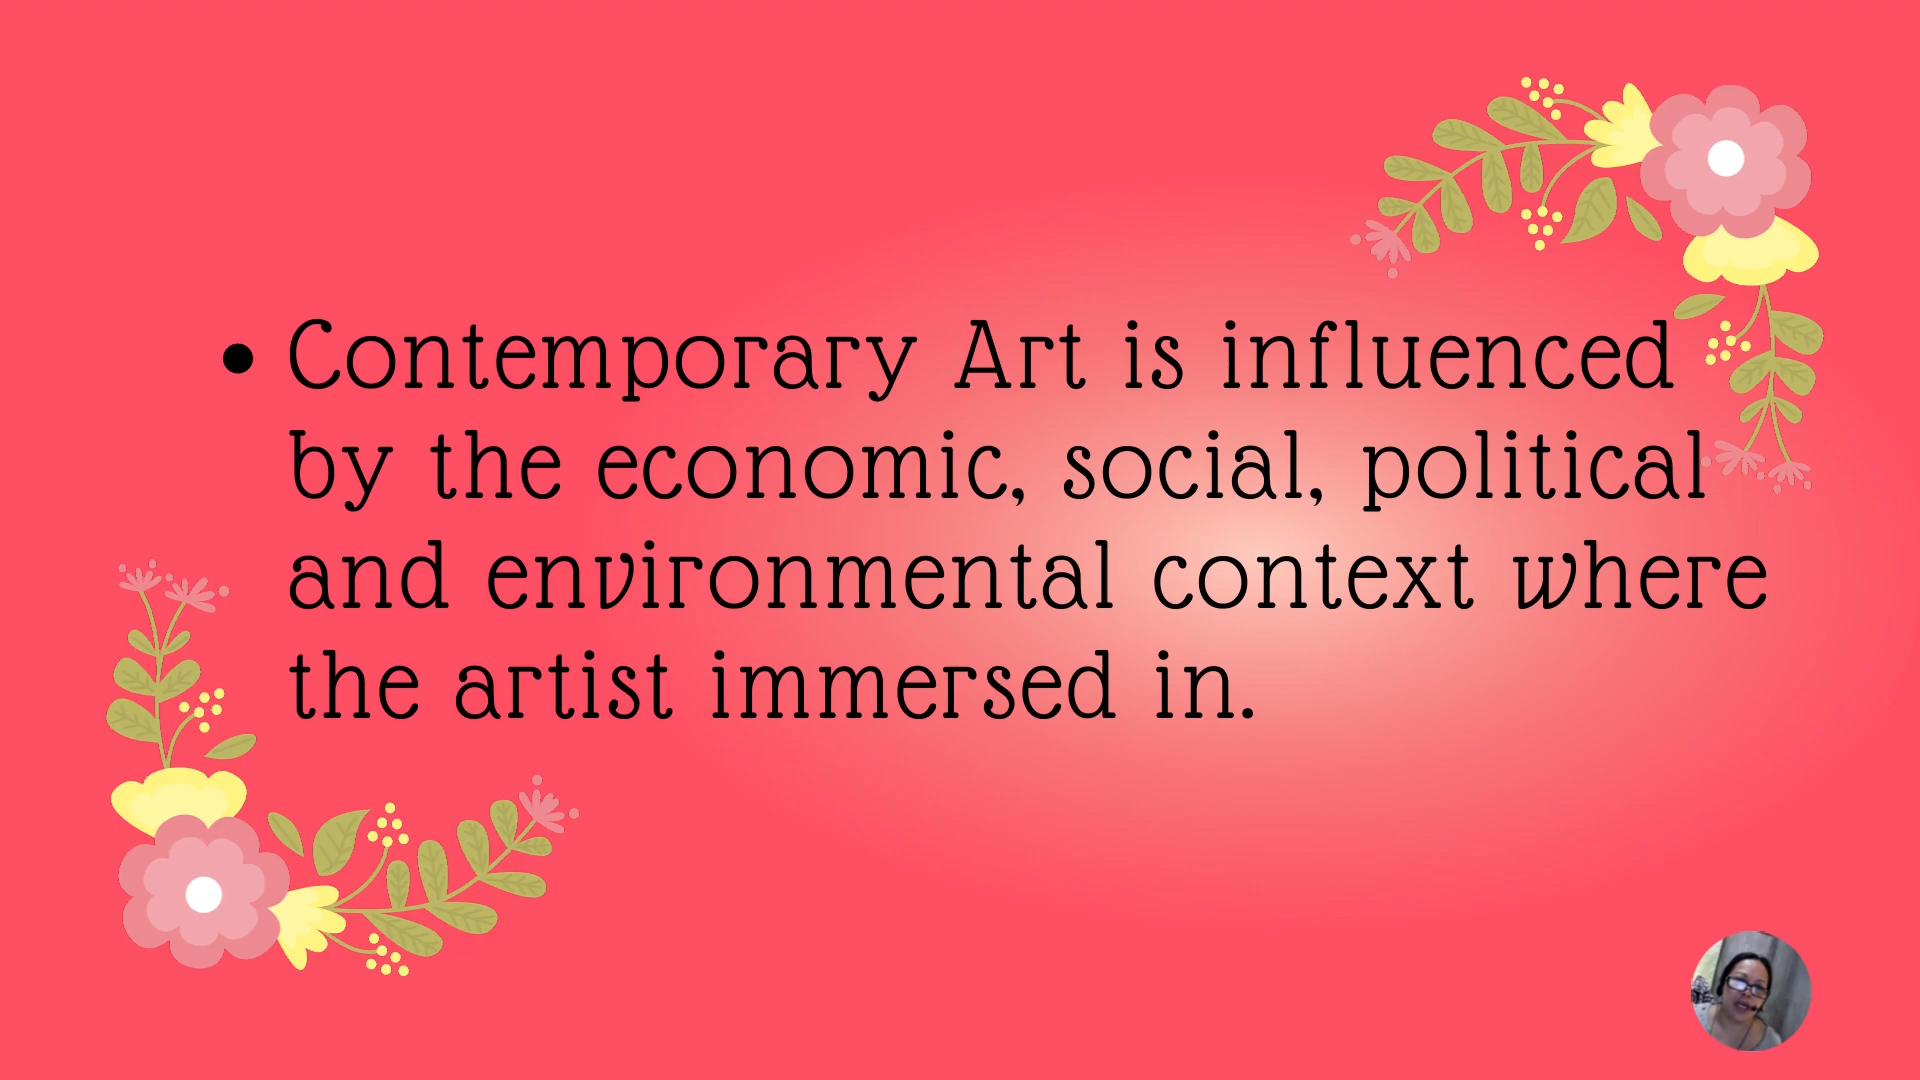 • Contemporary Art is influenced
by the economic, social, political
and environmental context where
the artist immersed in.